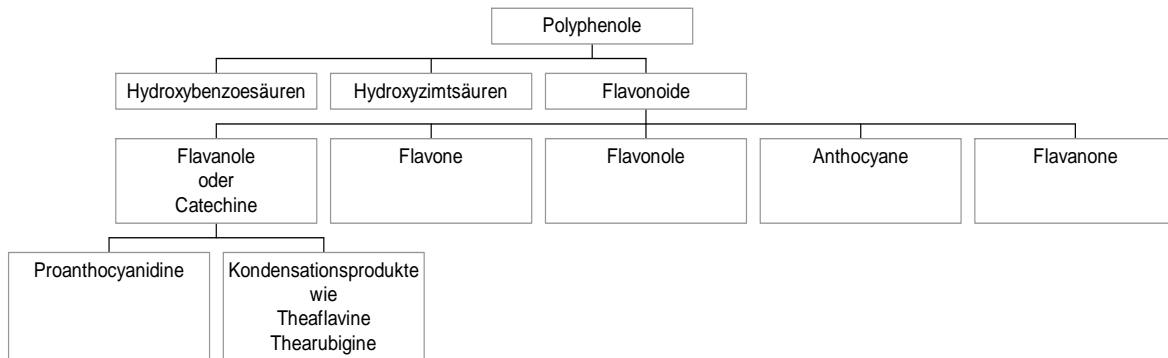 Polyphenole
Hydroxybenzoesäuren
Hydroxyzimtsäuren
Flavonoide
Flavanole
oder
Catechine
Flavone
Flavonole
Anthocyane
Flavanone
Proanthocyanidine
Kondensationsprodukte
wie
Theaflavine
Thearubigine